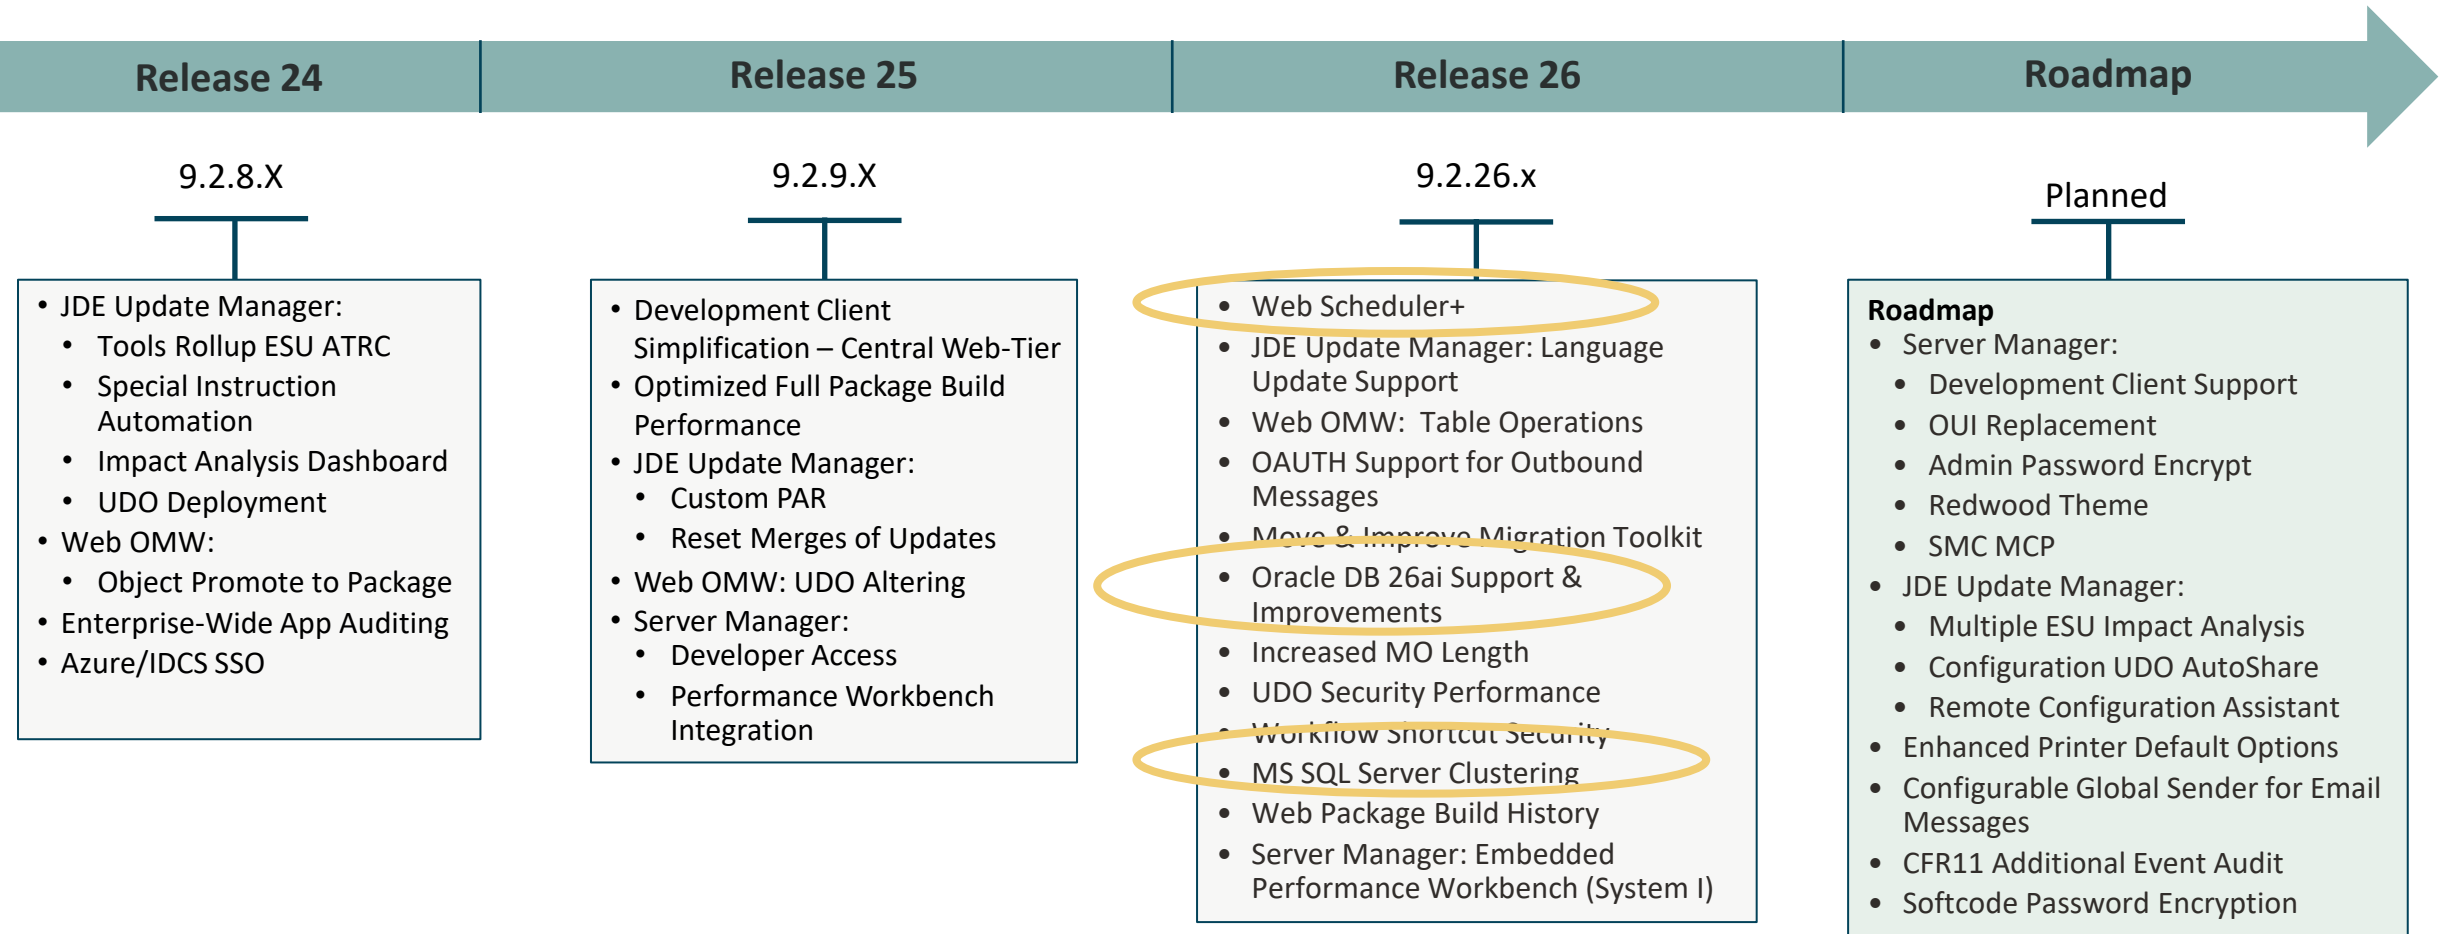 Release 24
Release 25
Release 26
Roadmap
9.2.8.X
• JDE Update Manager:
• Tools Rollup ESU ATRC
• Special Instruction
Automation
• Impact Analysis Dashboard
• UDO Deployment
• Web OMW:
• Object Promote to Package
• Enterprise-Wide App Auditing
• Azure/IDCS SSO
9.2.9.X
• Development Client
Simplification – Central Web-Tier
• Optimized Full Package Build
Performance
• JDE Update Manager:
• Custom PAR
• Reset Merges of Updates
• Web OMW: UDO Altering
• Server Manager:
• Developer Access
• Performance Workbench
Integration
9.2.26.x
• Web Scheduler+
• JDE Update Manager: Language
Update Support
• Web OMW: Table Operations
• OAUTH Support for Outbound
Messages
• Move & Improve Migration Toolkit
• Oracle DB 26ai Support &
Improvements
• Increased MO Length
• UDO Security Performance
• Workflow Shortcut Security
• MS SQL Server Clustering
• Web Package Build History
• Server Manager: Embedded
Performance Workbench (System I)
Planned
Roadmap
• Server Manager:
• Development Client Support
• OUI Replacement
• Admin Password Encrypt
• Redwood Theme
• SMC MCP
• JDE Update Manager:
• Multiple ESU Impact Analysis
• Configuration UDO AutoShare
• Remote Configuration Assistant
• Enhanced Printer Default Options
• Configurable Global Sender for Email
Messages
• CFR11 Additional Event Audit
• Softcode Password Encryption